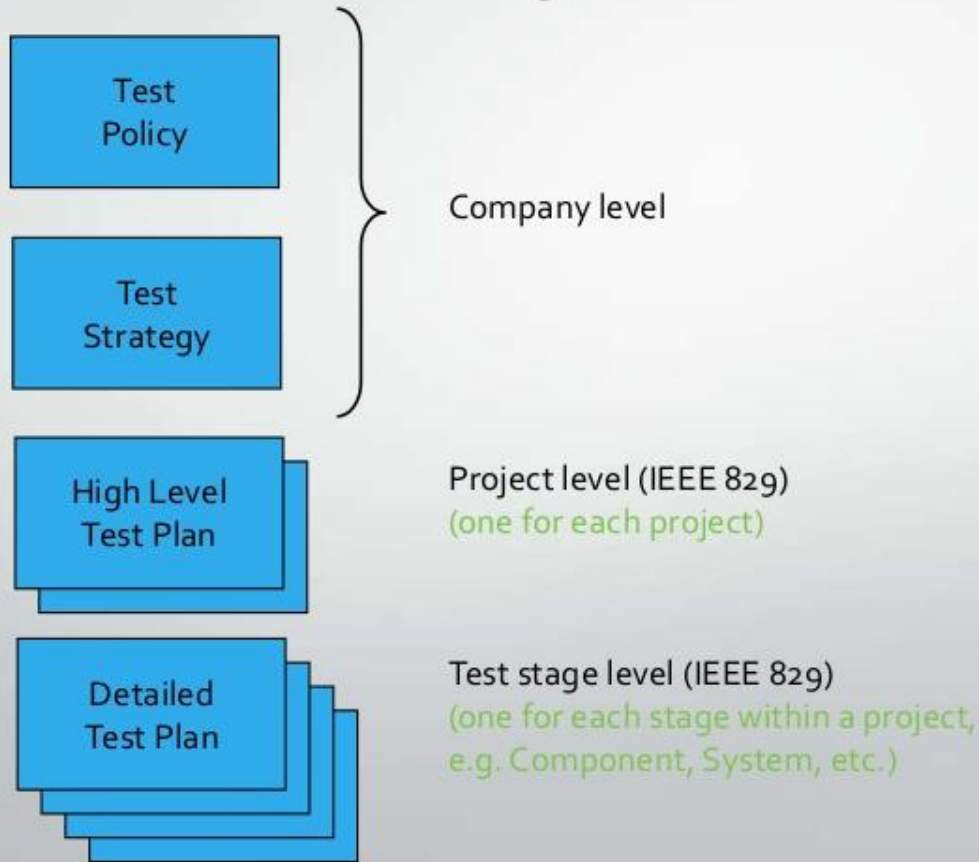 Test
Policy
Company level
Test
Strategy
High Level
Test Plan
Project level (IEEE 829)
(one for each project)
Detailed
Test Plan
Test stage level (IEEE 829)
(one for each stage within a project,
e.g. Component, System, etc.)